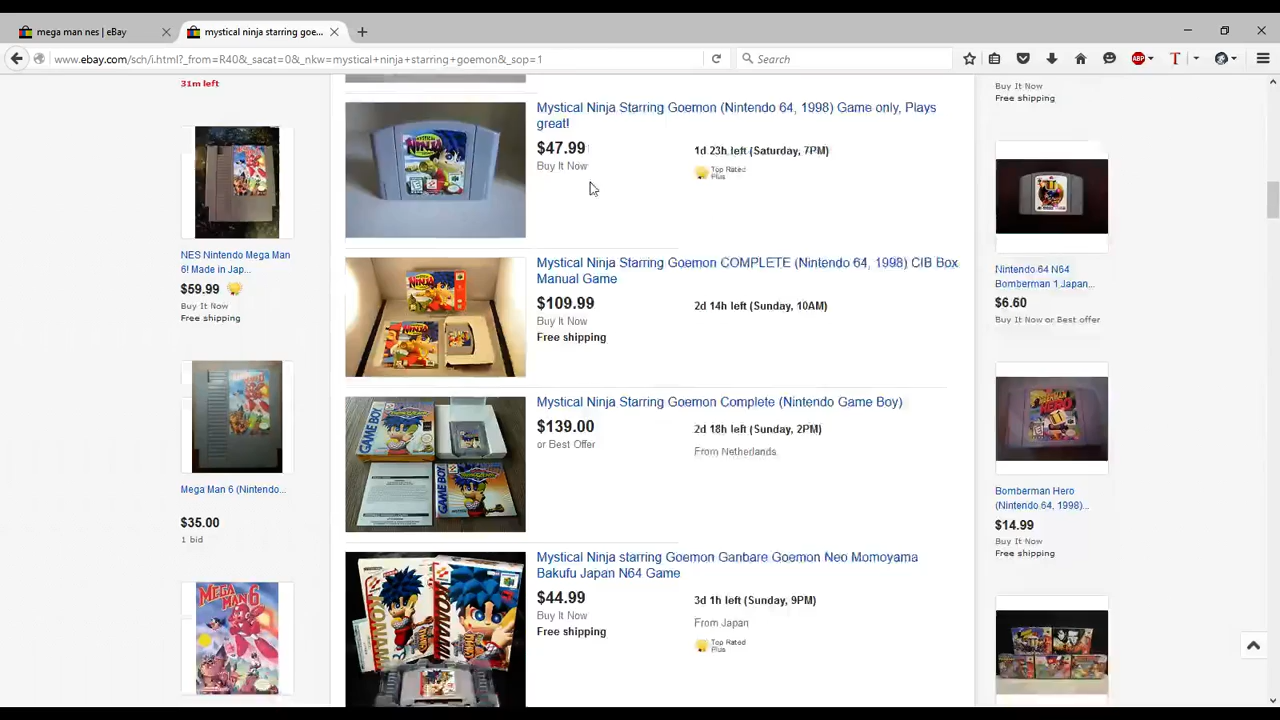 mega man nes | eBay
mystical ninja starring goe...
www.ebay.com/sch/i.html?_from=R40&_sacat=0&_nkw=mystical+ninja+starring+goemon&_sop=1
Search
ABP
31m left
NES Nintendo Mega Man
6! Made in Jap...
$59.99
Buy It Now
Free shipping
Mega Man 6 (Nintendo...
$35.00
1 bid
MEGA MAN 6
Mystical Ninja Starring Goemon (Nintendo 64, 1998) Game only, Plays
great!
$47.99
Buy It Now
1d 23h left (Saturday, 7PM)
Top Rated
Plus
Mystical Ninja Starring Goemon COMPLETE (Nintendo 64, 1998) CIB Box
Manual Game
$109.99
Buy It Now
Free shipping
2d 14h left (Sunday, 10AM)
Mystical Ninja Starring Goemon Complete (Nintendo Game Boy)
$139.00
or Best Offer
2d 18h left (Sunday, 2PM)
From Netherlands
GAME BOY
Mystical Ninja starring Goemon Ganbare Goemon Neo Momoyama
Bakufu Japan N64 Game
$44.99
Buy It Now
Free shipping
3d 1h left (Sunday, 9PM)
From Japan
Top Rated
Plus
Buy It Now
Free shipping
Nintendo 64 N64
Bomberman 1 Japan...
$6.60
Buy It Now or Best offer
Bomberman Hero
(Nintendo 64, 1998)...
$14.99
Buy It Now
Free shipping